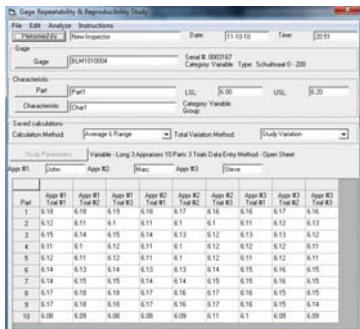 Gage Repeatability & Reproducibility Study
File Edit Analyze Instructions
Performed By New Inspector Date: 11-10-10 Time: 20:51
Gage
Gage BLM1010004 Serial #: 0003167
Category: Variable Type: Schuitmaat 0 - 200
Characteristic
Part Part1 LSL: 6.00 USL: 6.20
Characteristic Char1 Category: Variable
Group:
Saved calculations
Calculation Method: Average & Range Total Variation Method: Study Variation
Study Parameters Variable - Long 3 Appraisers 10 Parts 3 Trials Data Entry Method - Open Sheet
Appr #1: John Appr #2: Marc Appr #3: Steve
Part Appr #1 Trial #1 Appr #1 Trial #2 Appr #1 Trial #3 Appr #2 Trial #1 Appr #2 Trial #2 Appr #2 Trial #3 Appr #3 Trial #1 Appr #3 Trial #2 Appr #3 Trial #3
1 6.18 6.18 6.19 6.18 6.17 6.16 6.16 6.17 6.16
2 6.12 6.11 6.1 6.11 6.1 6.1 6.11 6.12 6.13
3 6.15 6.14 6.15 6.14 6.13 6.12 6.13 6.13 6.12
4 6.11 6.1 6.12 6.11 6.1 6.11 6.12 6.12 6.11
5 6.12 6.11 6.12 6.11 6.1 6.11 6.12 6.12 6.11
6 6.14 6.13 6.14 6.13 6.13 6.14 6.15 6.16 6.15
7 6.14 6.15 6.15 6.14 6.14 6.15 6.15 6.16 6.15
8 6.17 6.18 6.18 6.17 6.16 6.17 6.16 6.15 6.16
9 6.17 6.18 6.18 6.17 6.16 6.17 6.16 6.15 6.14
10 6.08 6.09 6.08 6.09 6.09 6.11 6.1 6.09 6.09